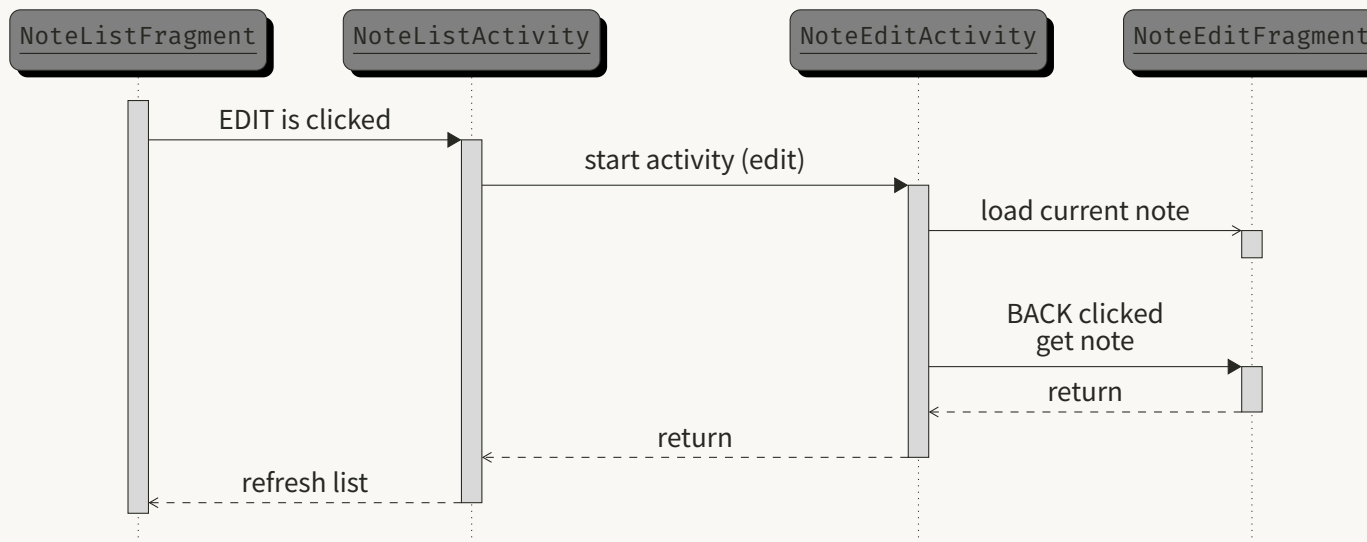 NoteListFragment
NoteListActivity
NoteEditActivity
NoteEditFragment
EDIT is clicked
start activity (edit)
load current note
BACK clicked
get note
return
return
refresh list